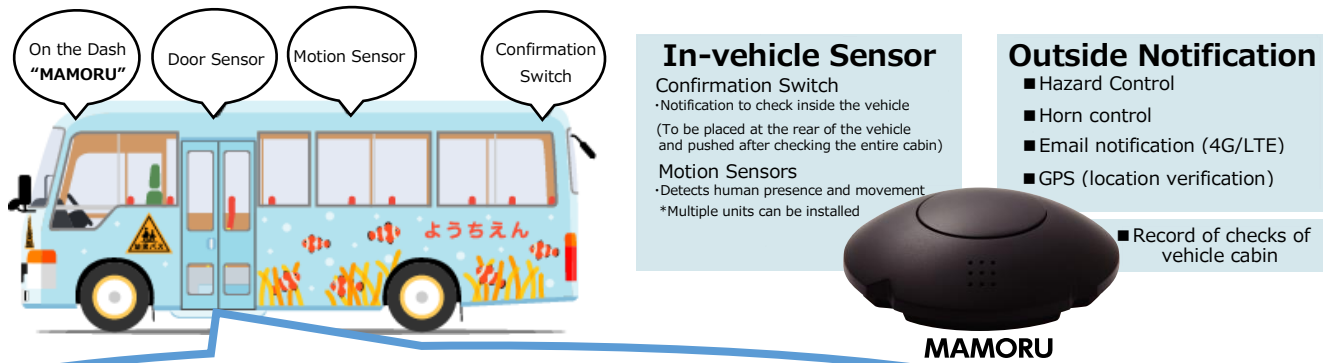 On the Dash
“MAMORU”
Door Sensor
Motion Sensor
Confirmation
Switch
ようちえん
In-vehicle Sensor
Confirmation Switch
・Notification to check inside the vehicle
(To be placed at the rear of the vehicle
and pushed after checking the entire cabin)
Motion Sensors
・Detects human presence and movement
*Multiple units can be installed
Outside Notification
■ Hazard Control
■ Horn control
■ Email notification (4G/LTE)
■ GPS (location verification)
■ Record of checks of
vehicle cabin
MAMORU